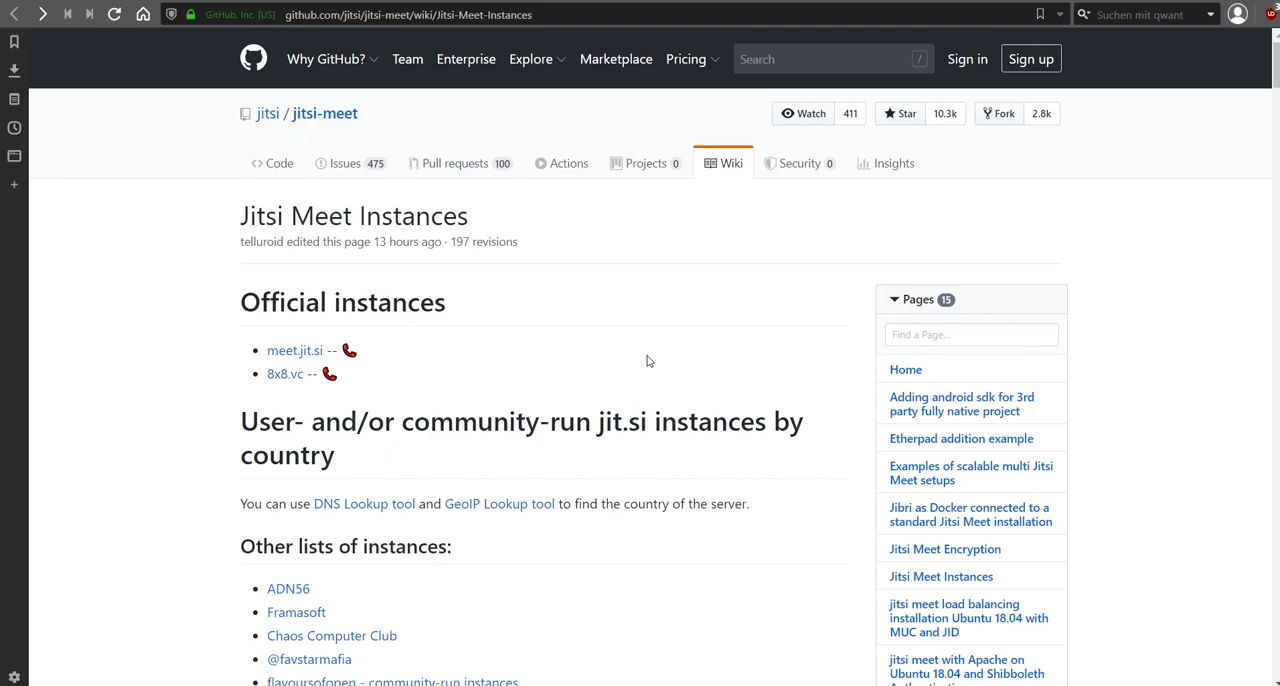 GitHub, Inc. [US] github.com/jitsi/jitsi-meet/wiki/Jitsi-Meet-Instances Suchen mit qwant
Why GitHub? Team Enterprise Explore Marketplace Pricing Search / Sign in Sign up
jitsi / jitsi-meet Watch 411 Star 10.3k Fork 2.8k
Code Issues 475 Pull requests 100 Actions Projects 0 Wiki Security 0 Insights
Jitsi Meet Instances
telluroid edited this page 13 hours ago · 197 revisions
Official instances
meet.jit.si --
8x8.vc --
User- and/or community-run jit.si instances by
country
You can use DNS Lookup tool and GeoIP Lookup tool to find the country of the server.
Other lists of instances:
ADN56
Framasoft
Chaos Computer Club
@favstarmafia
flavoursofopen - community-run instances
Pages 15
Find a Page...
Home
Adding android sdk for 3rd
party fully native project
Etherpad addition example
Examples of scalable multi Jitsi
Meet setups
Jibri as Docker connected to a
standard Jitsi Meet installation
Jitsi Meet Encryption
Jitsi Meet Instances
jitsi meet load balancing
installation Ubuntu 18.04 with
MUC and JID
jitsi meet with Apache on
Ubuntu 18.04 and Shibboleth